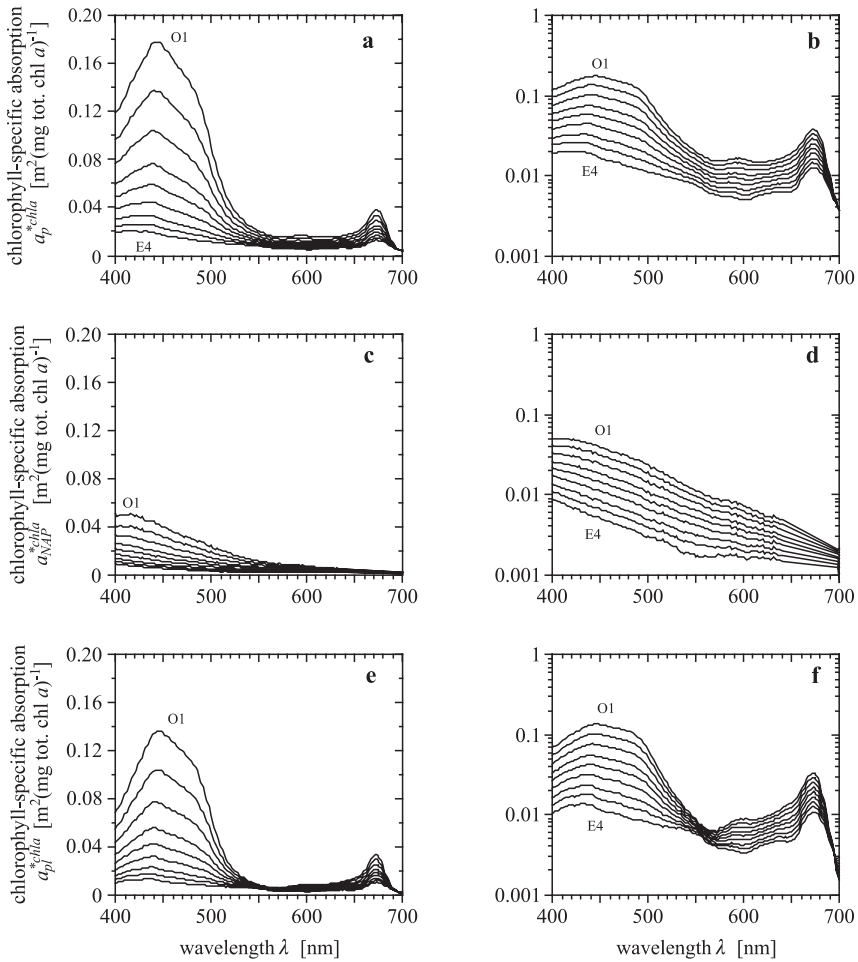 chlorophyll-specific absorption
a_p^{*chla} [m²(mg tot. chl a)⁻¹]
0.20
0.16
0.12
0.08
0.04
0
O1
a
E4
400 500 600 700
1
0.1
0.01
0.001
O1
b
E4
400 500 600 700
chlorophyll-specific absorption
a_{NAP}^{*chla} [m²(mg tot. chl a)⁻¹]
0.20
0.16
0.12
0.08
0.04
0
c
O1
400 500 600 700
1
0.1
0.01
0.001
d
O1
E4
400 500 600 700
chlorophyll-specific absorption
a_{pl}^{*chla} [m²(mg tot. chl a)⁻¹]
0.20
0.16
0.12
0.08
0.04
0
e
O1
400 500 600 700
wavelength λ [nm]
1
0.1
0.01
0.001
f
O1
E4
400 500 600 700
wavelength λ [nm]